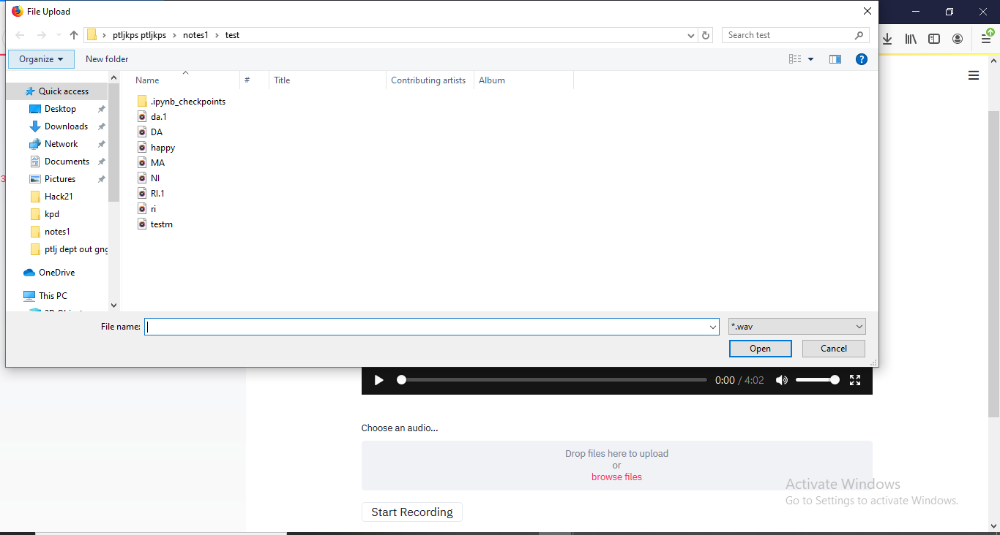 File Upload
ptljkps ptljkps › notes1 › test
Search test
Organize
New folder
Name
#
Title
Contributing artists
Album
Quick access
Desktop
Downloads
Network
Documents
Pictures
Hack21
kpd
notes1
ptlj dept out gng
OneDrive
This PC
.ipynb_checkpoints
da.1
DA
happy
MA
NI
RI.1
ri
testm
3
File name:
*.wav
Open
Cancel
0:00 / 4:02
Choose an audio...
Drop files here to upload
or
browse files
Start Recording
Activate Windows
Go to Settings to activate Windows.